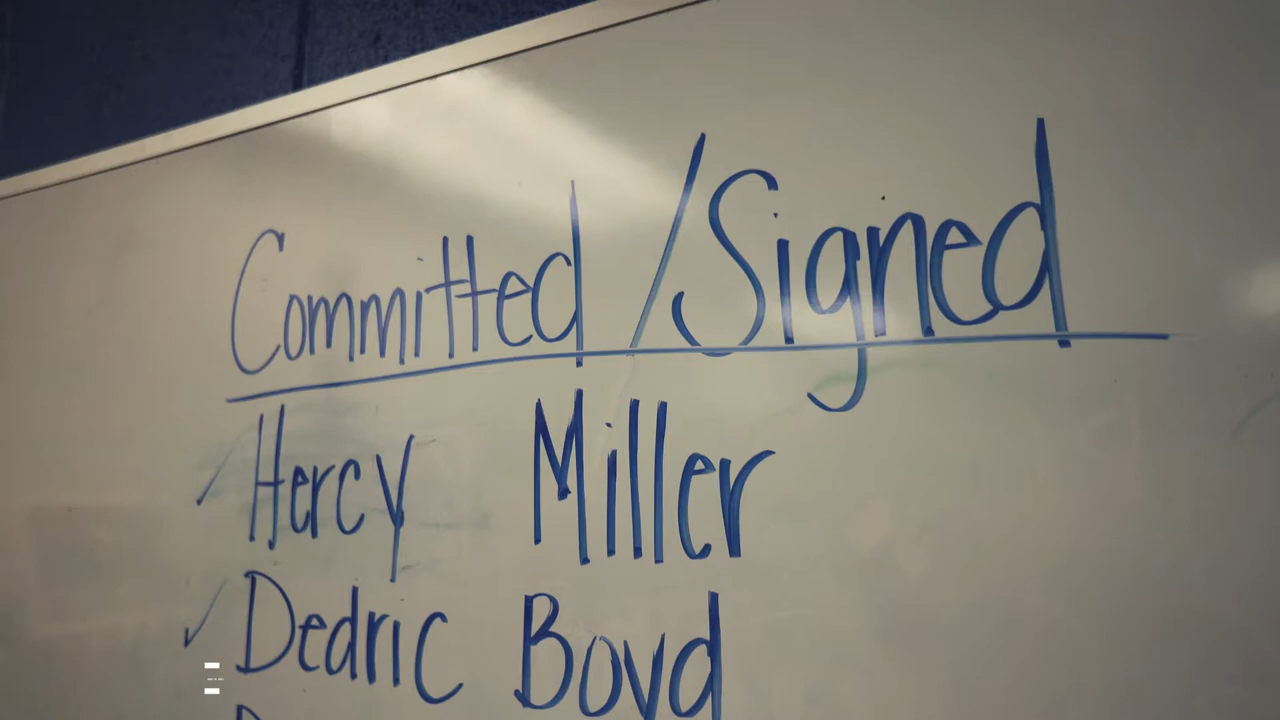 Committed/Signed
✓ Hercy Miller
✓ Dedric Boyd